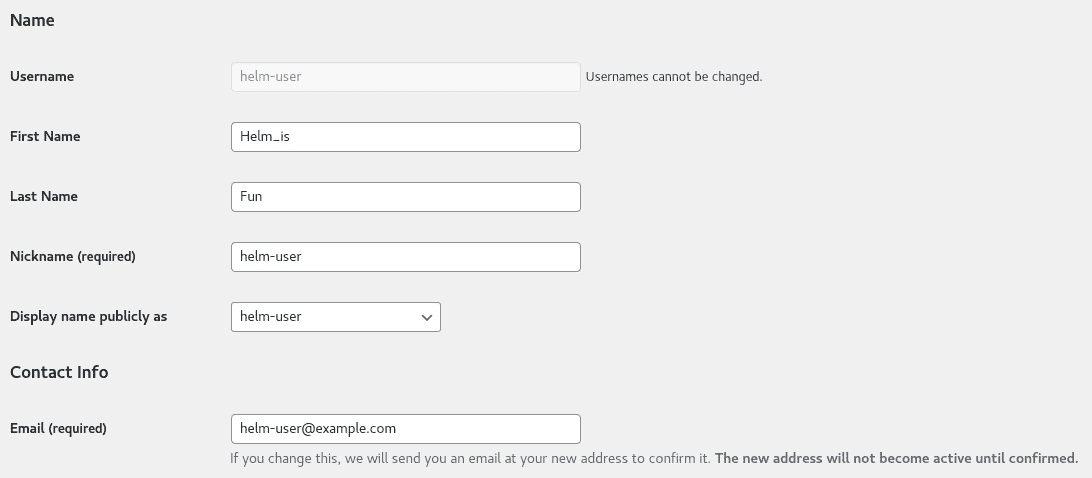 Name
Username helm-user Usernames cannot be changed.
First Name Helm_is
Last Name Fun
Nickname (required) helm-user
Display name publicly as helm-user
Contact Info
Email (required) helm-user@example.com
If you change this, we will send you an email at your new address to confirm it. The new address will not become active until confirmed.